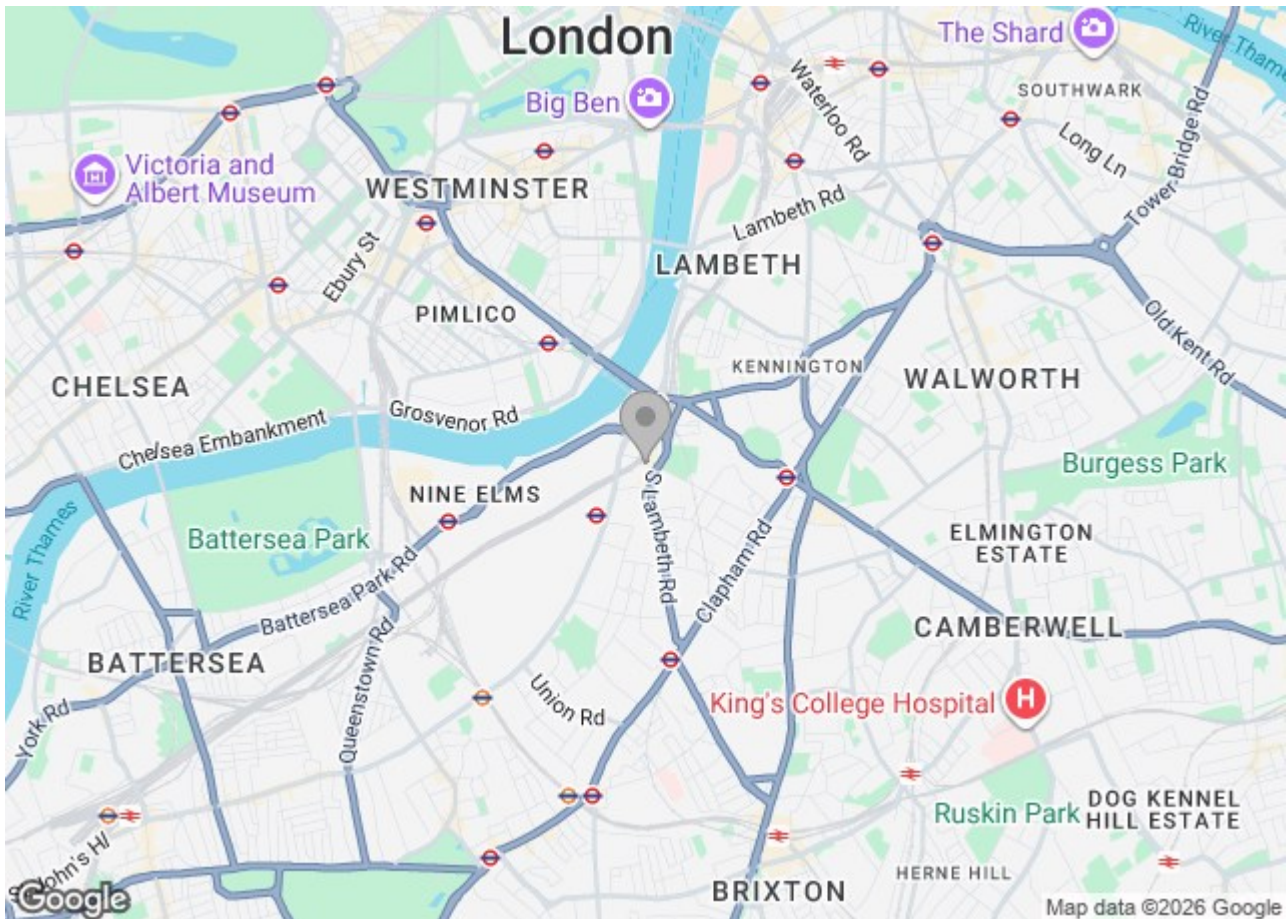 London
The Shard
River Thames
Big Ben
SOUTHWARK
Waterloo Rd
Long Ln
Victoria and
Albert Museum
WESTMINSTER
Tower Bridge Rd
Lambeth Rd
Ebury St
LAMBETH
PIMLICO
Old Kent Rd
KENNINGTON
CHELSEA
WALWORTH
Grosvenor Rd
Chelsea Embankment
Burgess Park
NINE ELMS
S Lambeth Rd
River Thames
Battersea Park
Clapham Rd
ELMINGTON
ESTATE
Battersea Park Rd
CAMBERWELL
BATTERSEA
Queenstown Rd
Union Rd
King's College Hospital
H
York Rd
Ruskin Park
DOG KENNEL
HILL ESTATE
HERNE HILL
BRIXTON
Google
Map data ©2026 Google